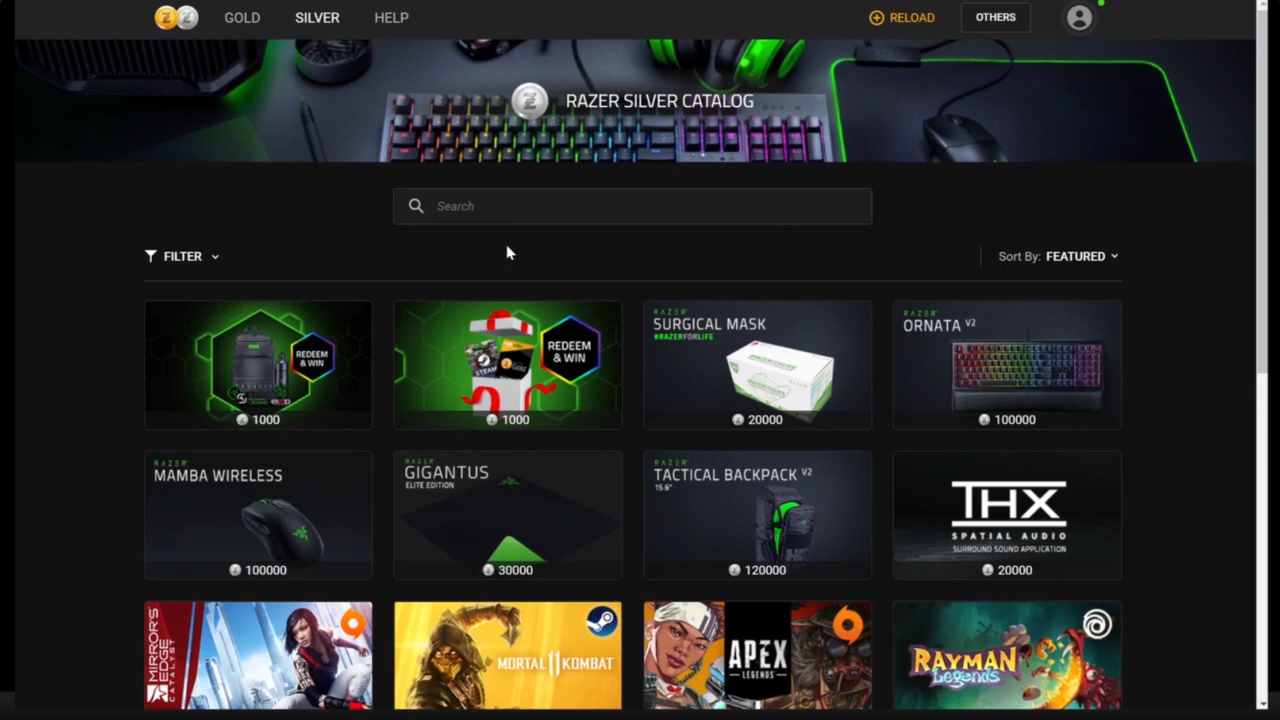 GOLD
SILVER
HELP
RELOAD
OTHERS
RAZER SILVER CATALOG
Search
FILTER
Sort By: FEATURED
REDEEM
& WIN
1000
STEAM
Gold
REDEEM
& WIN
1000
RAZER
SURGICAL MASK
#RAZERFORLIFE
20000
RAZER
ORNATA V2
100000
RAZER
MAMBA WIRELESS
100000
RAZER
GIGANTUS
ELITE EDITION
30000
RAZER
TACTICAL BACKPACK V2
15.6"
120000
THX
SPATIAL AUDIO
SURROUND SOUND APPLICATION
20000
MIRROR'S
EDGE
CATALYST
MORTAL KOMBAT 11
APEX
LEGENDS
RAYMAN
Legends